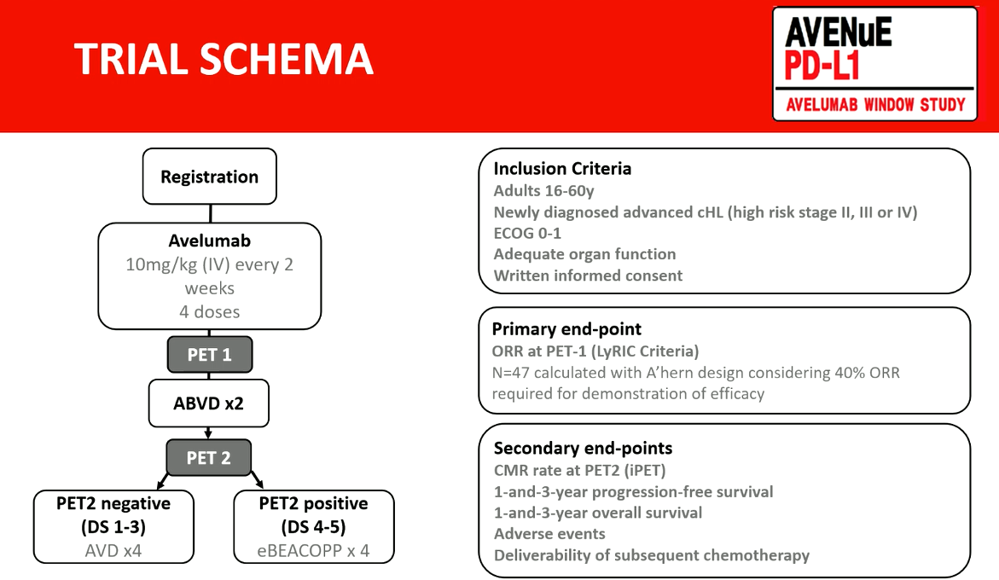 TRIAL SCHEMA
AVENuE
PD-L1
AVELUMAB WINDOW STUDY
Registration
Avelumab
10mg/kg (IV) every 2
weeks
4 doses
PET 1
ABVD x2
PET 2
PET2 negative
(DS 1-3)
AVD x4
PET2 positive
(DS 4-5)
eBEACOPP x 4
Inclusion Criteria
Adults 16-60y
Newly diagnosed advanced cHL (high risk stage II, III or IV)
ECOG 0-1
Adequate organ function
Written informed consent
Primary end-point
ORR at PET-1 (LyRIC Criteria)
N=47 calculated with A’hern design considering 40% ORR
required for demonstration of efficacy
Secondary end-points
CMR rate at PET2 (iPET)
1-and-3-year progression-free survival
1-and-3-year overall survival
Adverse events
Deliverability of subsequent chemotherapy